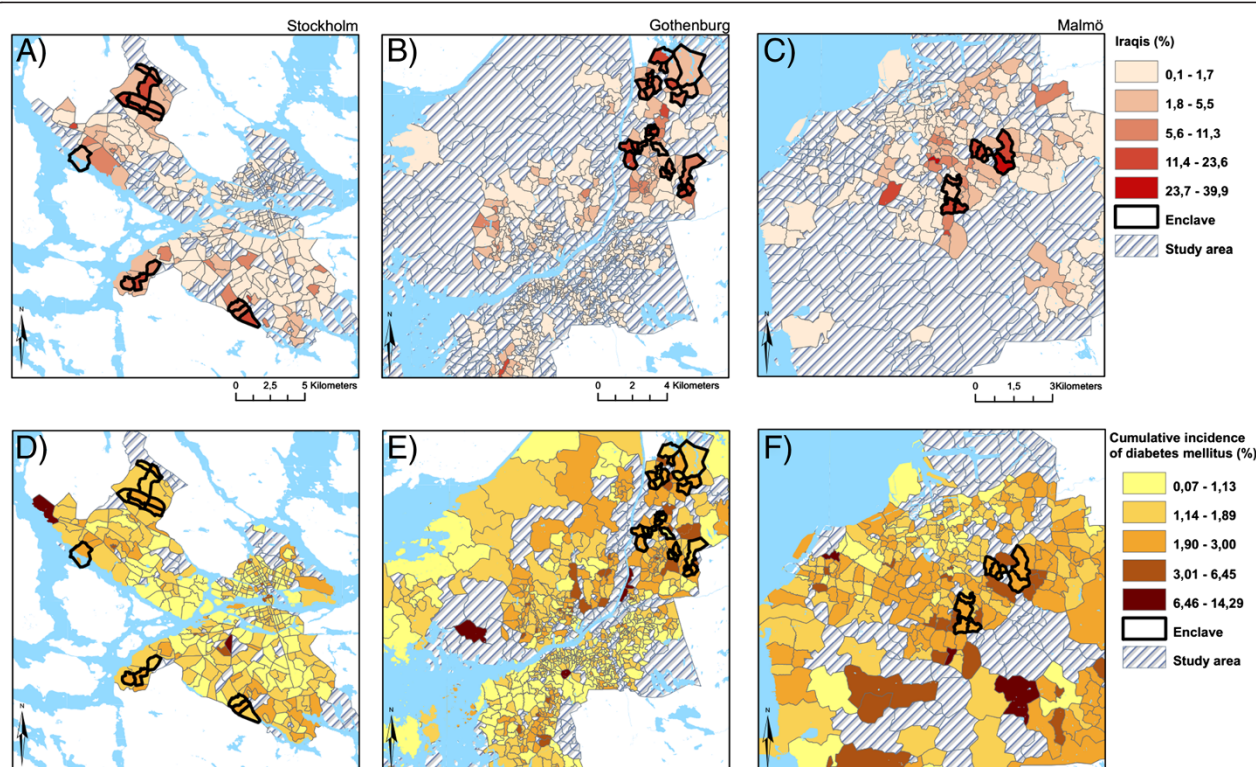 Stockholm
Gothenburg
Malmö
A)
B)
C)
Iraqis (%)
0,1 - 1,7
1,8 - 5,5
5,6 - 11,3
11,4 - 23,6
23,7 - 39,9
Enclave
Study area
N
N
N
0 2,5 5 Kilometers
0 2 4 Kilometers
0 1,5 3Kilometers
D)
E)
F)
Cumulative incidence
of diabetes mellitus (%)
0,07 - 1,13
1,14 - 1,89
1,90 - 3,00
3,01 - 6,45
6,46 - 14,29
Enclave
Study area
N
N
N